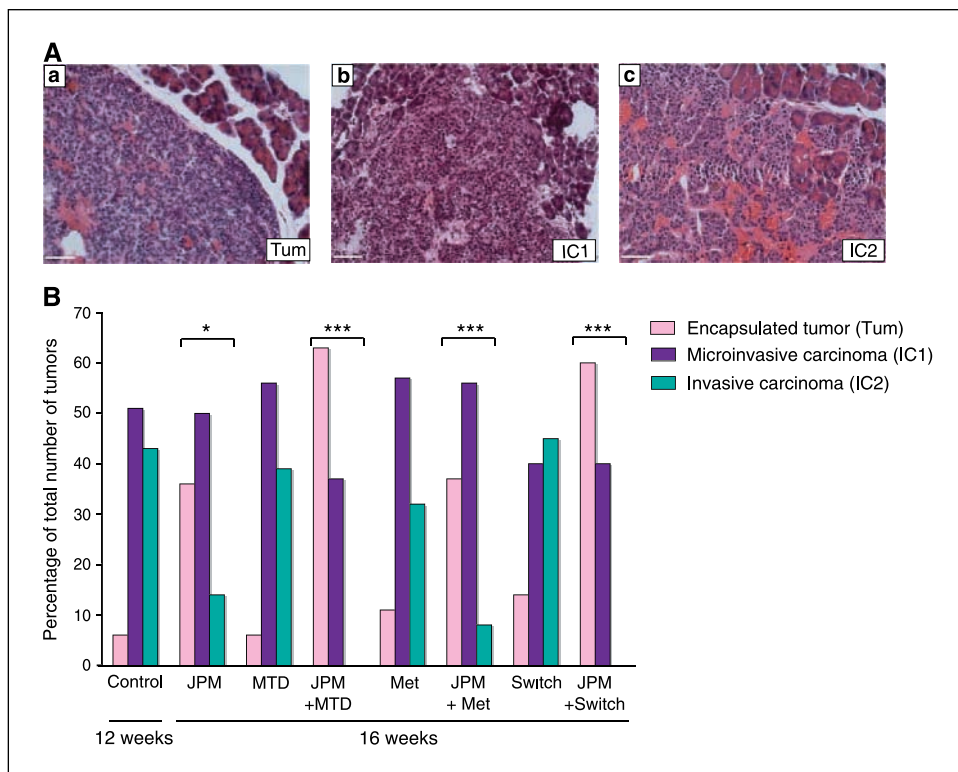 A
a
b
c
Tum
IC1
IC2
B
Percentage of total number of tumors
70
60
50
40
30
20
10
0
*
***
***
***
Encapsulated tumor (Tum)
Microinvasive carcinoma (IC1)
Invasive carcinoma (IC2)
Control JPM MTD JPM Met JPM Switch JPM
+MTD + Met +Switch
12 weeks 16 weeks